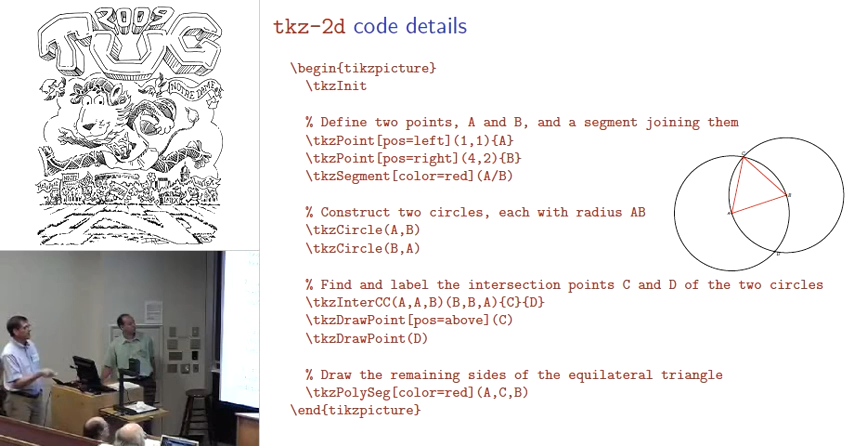 2009
TUG
NOTRE DAME
tkz-2d code details
\begin{tikzpicture}
\tkzInit
% Define two points, A and B, and a segment joining them
\tkzPoint[pos=left](1,1){A}
\tkzPoint[pos=right](4,2){B}
\tkzSegment[color=red](A/B)
% Construct two circles, each with radius AB
\tkzCircle(A,B)
\tkzCircle(B,A)
% Find and label the intersection points C and D of the two circles
\tkzInterCC(A,A,B)(B,B,A){C}{D}
\tkzDrawPoint[pos=above](C)
\tkzDrawPoint(D)
% Draw the remaining sides of the equilateral triangle
\tkzPolySeg[color=red](A,C,B)
\end{tikzpicture}
C
B
A
D